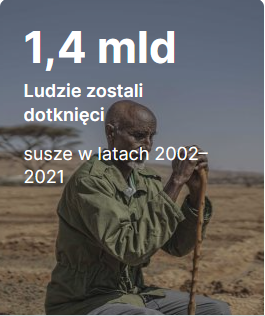 1,4 mld
Ludzie zostali
dotknięci
susze w latach 2002–
2021